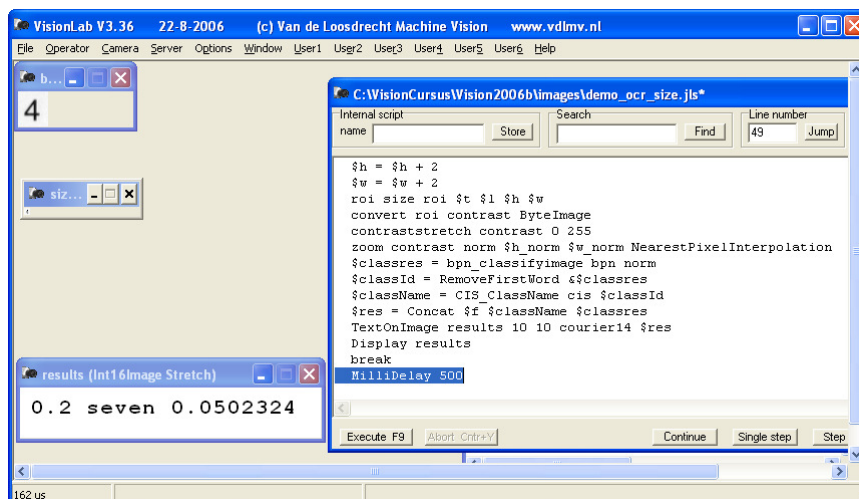 VisionLab V3.36 22-8-2006 (c) Van de Loosdrecht Machine Vision www.vdlmv.nl
File Operator Camera Server Options Window User1 User2 User3 User4 User5 User6 Help
b...
4
siz...
C:\VisionCursus\Vision2006b\images\demo_ocr_size.jls*
Internal script
name
Store
Search
Find
Line number
49
Jump
$h = $h + 2
$w = $w + 2
roi size roi $t $l $h $w
convert roi contrast ByteImage
contraststretch contrast 0 255
zoom contrast norm $h_norm $w_norm NearestPixelInterpolation
$classres = bpn_classifyimage bpn norm
$classId = RemoveFirstWord &$classres
$className = CIS_ClassName cis $classId
$res = Concat $f $className $classres
TextOnImage results 10 10 courier14 $res
Display results
break
MilliDelay 500
Execute F9
Abort Cntr+Y
Continue
Single step
Step
results (Int16Image Stretch)
0.2 seven 0.0502324
162 us